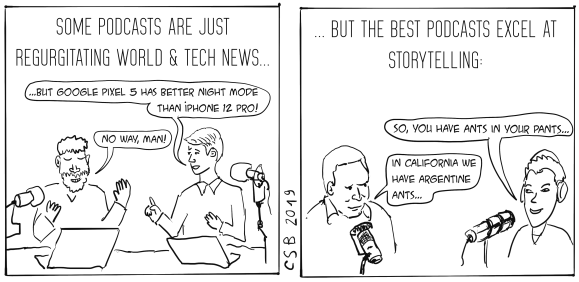 SOME PODCASTS ARE JUST
REGURGITATING WORLD & TECH NEWS...
...BUT GOOGLE PIXEL 5 HAS BETTER NIGHT MODE
THAN iPHONE 12 PRO!
NO WAY, MAN!
CSB 2019
... BUT THE BEST PODCASTS EXCEL AT
STORYTELLING:
SO, YOU HAVE ANTS IN YOUR PANTS...
IN CALIFORNIA WE
HAVE ARGENTINE
ANTS...